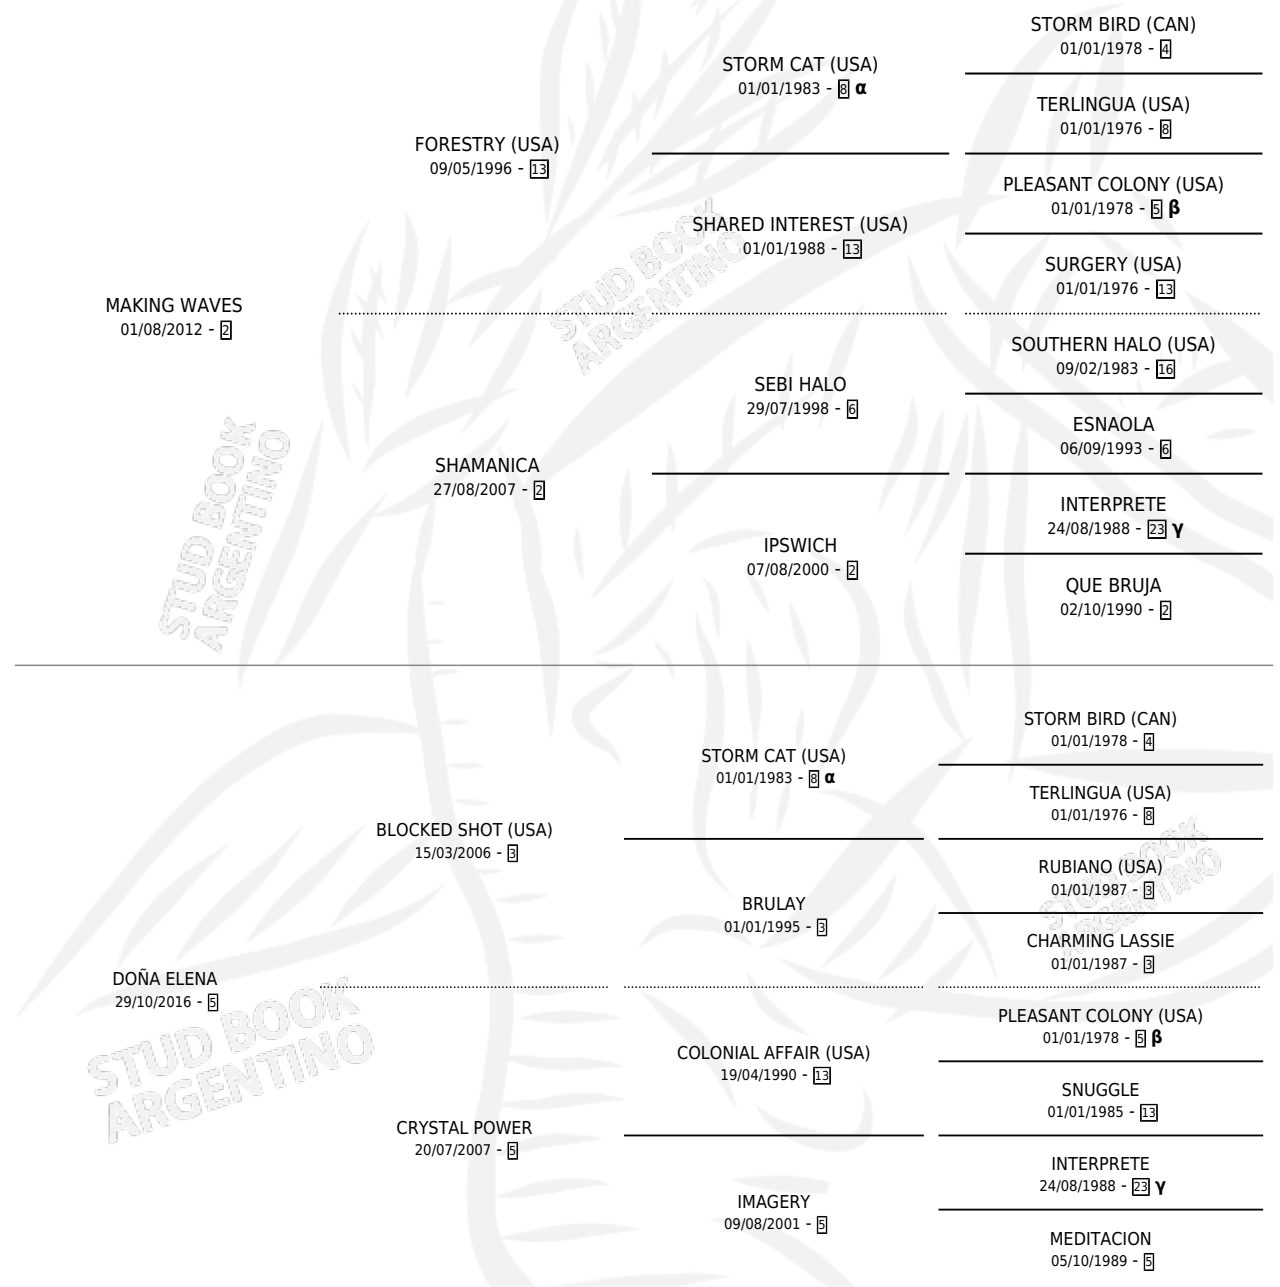 STORM BIRD (CAN)
01/01/1978 - 4
STORM CAT (USA)
01/01/1983 - 8 α
TERLINGUA (USA)
01/01/1976 - 8
FORESTRY (USA)
09/05/1996 - 13
PLEASANT COLONY (USA)
01/01/1978 - 5 β
SHARED INTEREST (USA)
01/01/1988 - 13
SURGERY (USA)
01/01/1976 - 13
MAKING WAVES
01/08/2012 - 2
SOUTHERN HALO (USA)
09/02/1983 - 16
SEBI HALO
29/07/1998 - 6
ESNAOLA
06/09/1993 - 6
SHAMANICA
27/08/2007 - 2
INTERPRETE
24/08/1988 - 23 γ
IPSWICH
07/08/2000 - 2
QUE BRUJA
02/10/1990 - 2
STORM BIRD (CAN)
01/01/1978 - 4
STORM CAT (USA)
01/01/1983 - 8 α
TERLINGUA (USA)
01/01/1976 - 8
BLOCKED SHOT (USA)
15/03/2006 - 3
RUBIANO (USA)
01/01/1987 - 3
BRULAY
01/01/1995 - 3
CHARMING LASSIE
01/01/1987 - 3
DOÑA ELENA
29/10/2016 - 5
PLEASANT COLONY (USA)
01/01/1978 - 5 β
COLONIAL AFFAIR (USA)
19/04/1990 - 13
SNUGGLE
01/01/1985 - 13
CRYSTAL POWER
20/07/2007 - 5
INTERPRETE
24/08/1988 - 23 γ
IMAGERY
09/08/2001 - 5
MEDITACION
05/10/1989 - 5
STUD BOOK
ARGENTINO
STUD BOOK
ARGENTINO
STUD BOOK
ARGENTINO
STUD BOOK
ARGENTINO